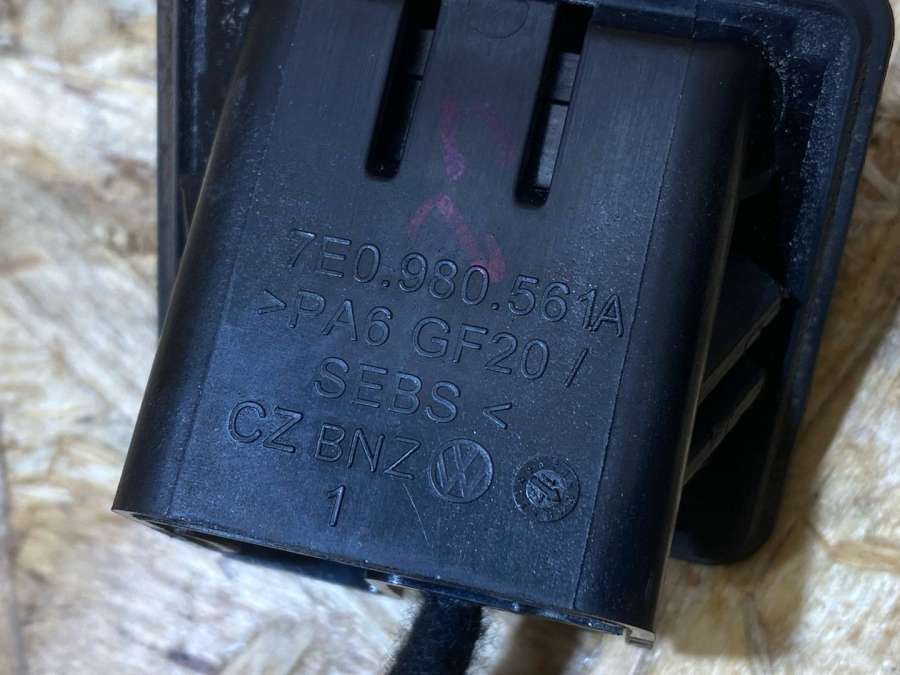 7E0.980.561A
>PA6 GF20 /
SEBS <
CZ BNZ
1